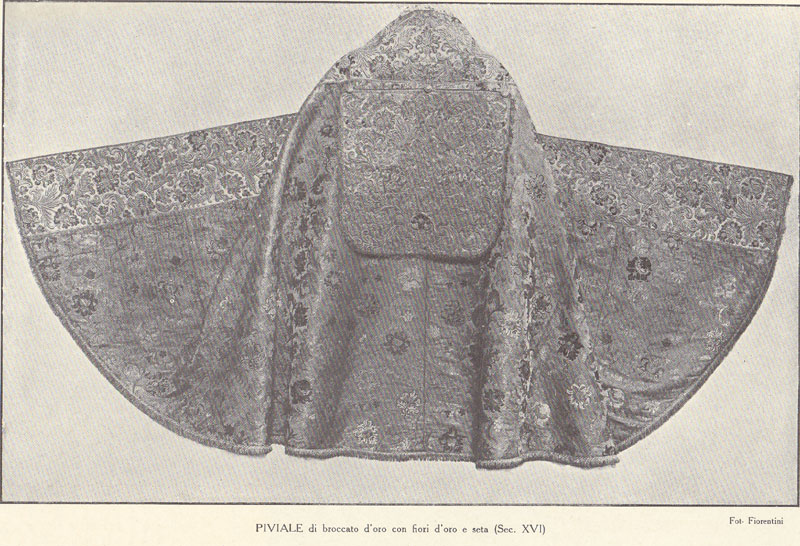 Fot- Fiorentini
PIVIALE di broccato d'oro con fiori d'oro e seta (Sec. XVI)